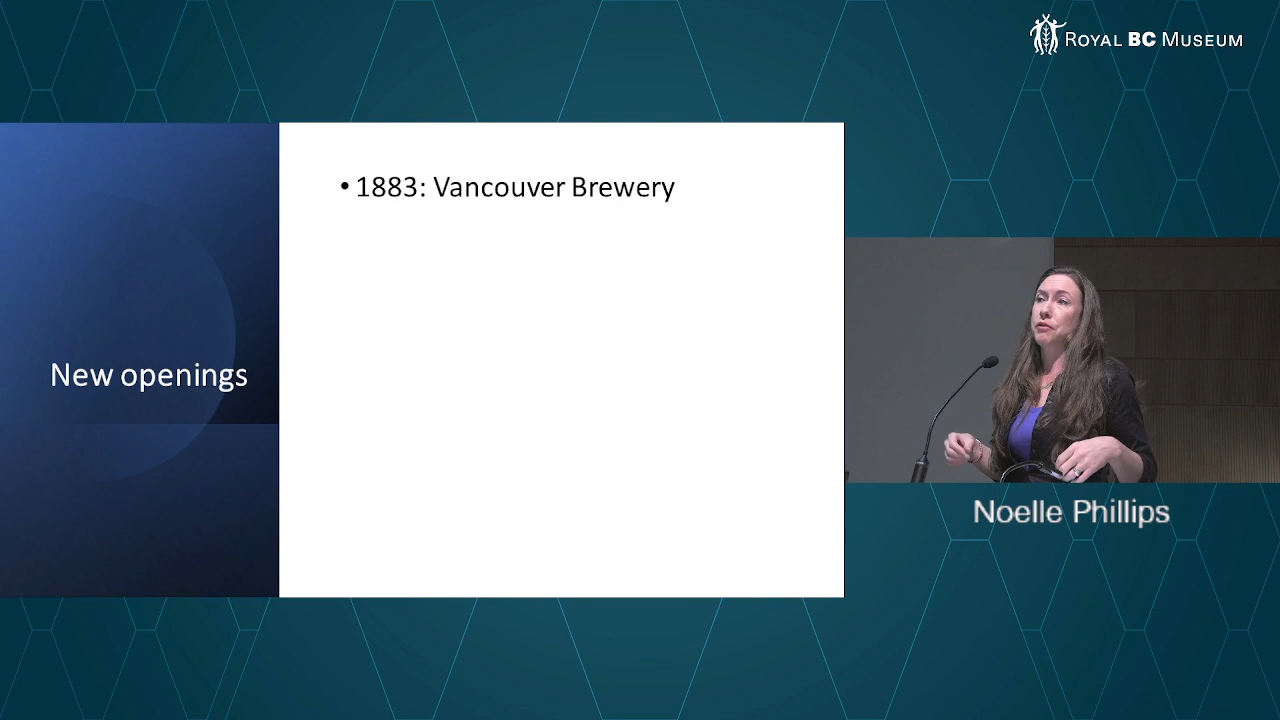 ROYAL BC MUSEUM
• 1883: Vancouver Brewery
New openings
Noelle Phillips